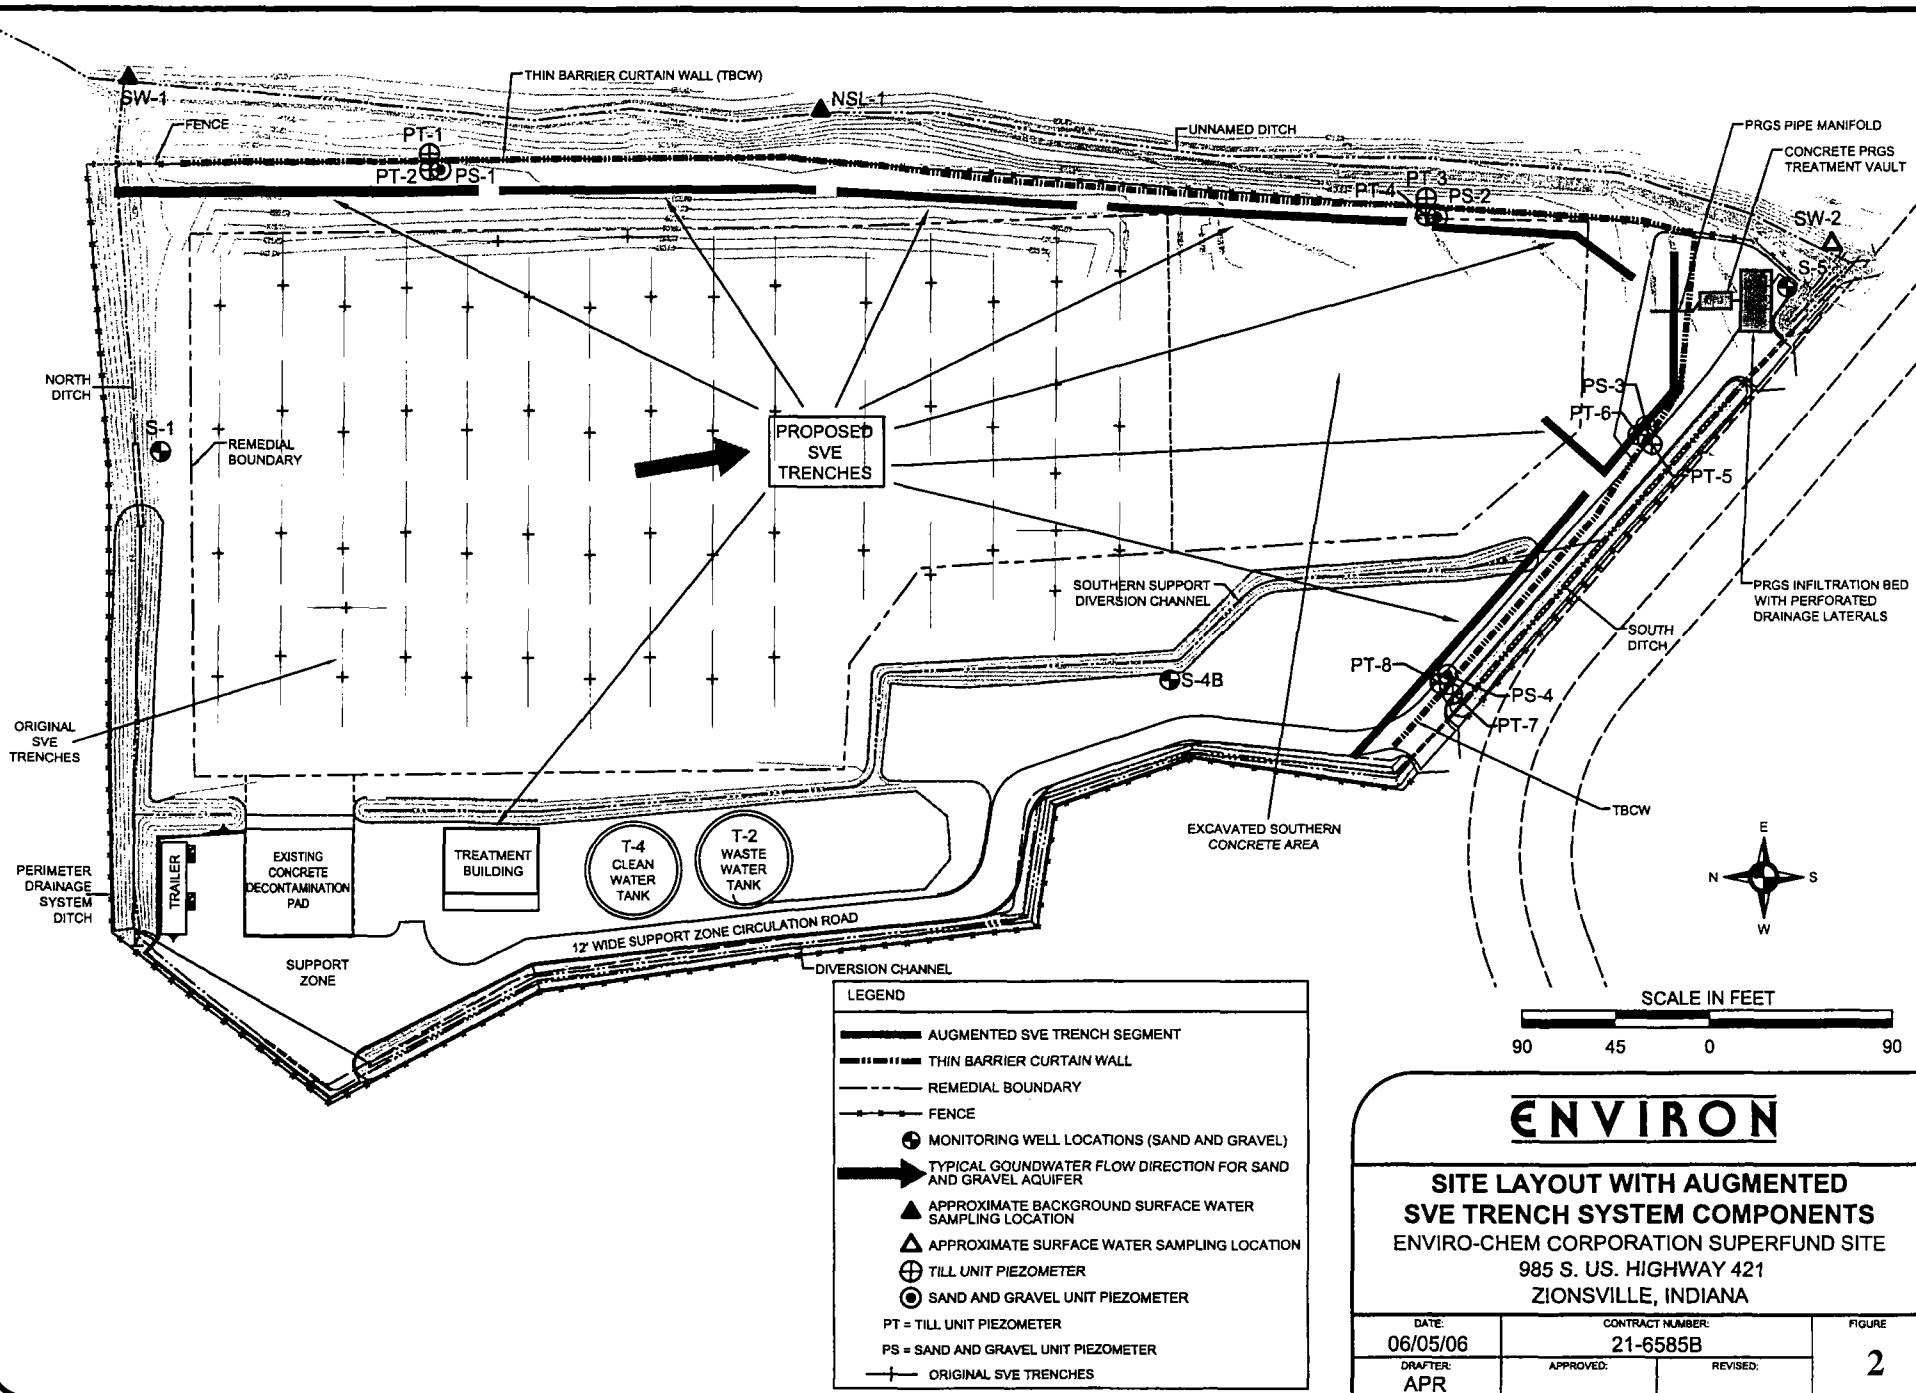 THIN BARRIER CURTAIN WALL (TBCW)
SW-1
NSL-1
FENCE
PT-1
UNNAMED DITCH
PRGS PIPE MANIFOLD
CONCRETE PRGS
TREATMENT VAULT
PT-2
PS-1
PT-3
PT-4
PS-2
SW-2
S-5
NORTH
DITCH
S-1
REMEDIAL
BOUNDARY
PROPOSED
SVE
TRENCHES
PS-3
PT-6
PT-5
SOUTHERN SUPPORT
DIVERSION CHANNEL
PRGS INFILTRATION BED
WITH PERFORATED
DRAINAGE LATERALS
SOUTH
DITCH
PT-8
S-4B
PS-4
PT-7
ORIGINAL
SVE
TRENCHES
TBCW
EXCAVATED SOUTHERN
CONCRETE AREA
PERIMETER
DRAINAGE
SYSTEM
DITCH
TRAILER
EXISTING
CONCRETE
DECONTAMINATION
PAD
TREATMENT
BUILDING
T-4
CLEAN
WATER
TANK
T-2
WASTE
WATER
TANK
E
N
S
W
12' WIDE SUPPORT ZONE CIRCULATION ROAD
SUPPORT
ZONE
DIVERSION CHANNEL
LEGEND
AUGMENTED SVE TRENCH SEGMENT
THIN BARRIER CURTAIN WALL
REMEDIAL BOUNDARY
FENCE
MONITORING WELL LOCATIONS (SAND AND GRAVEL)
TYPICAL GOUNDWATER FLOW DIRECTION FOR SAND
AND GRAVEL AQUIFER
APPROXIMATE BACKGROUND SURFACE WATER
SAMPLING LOCATION
APPROXIMATE SURFACE WATER SAMPLING LOCATION
TILL UNIT PIEZOMETER
SAND AND GRAVEL UNIT PIEZOMETER
PT = TILL UNIT PIEZOMETER
PS = SAND AND GRAVEL UNIT PIEZOMETER
ORIGINAL SVE TRENCHES
SCALE IN FEET
90 45 0 90
ENVIRON
SITE LAYOUT WITH AUGMENTED
SVE TRENCH SYSTEM COMPONENTS
ENVIRO-CHEM CORPORATION SUPERFUND SITE
985 S. US. HIGHWAY 421
ZIONSVILLE, INDIANA
DATE:
06/05/06
CONTRACT NUMBER:
21-6585B
FIGURE
2
DRAFTER:
APR
APPROVED:
REVISED: